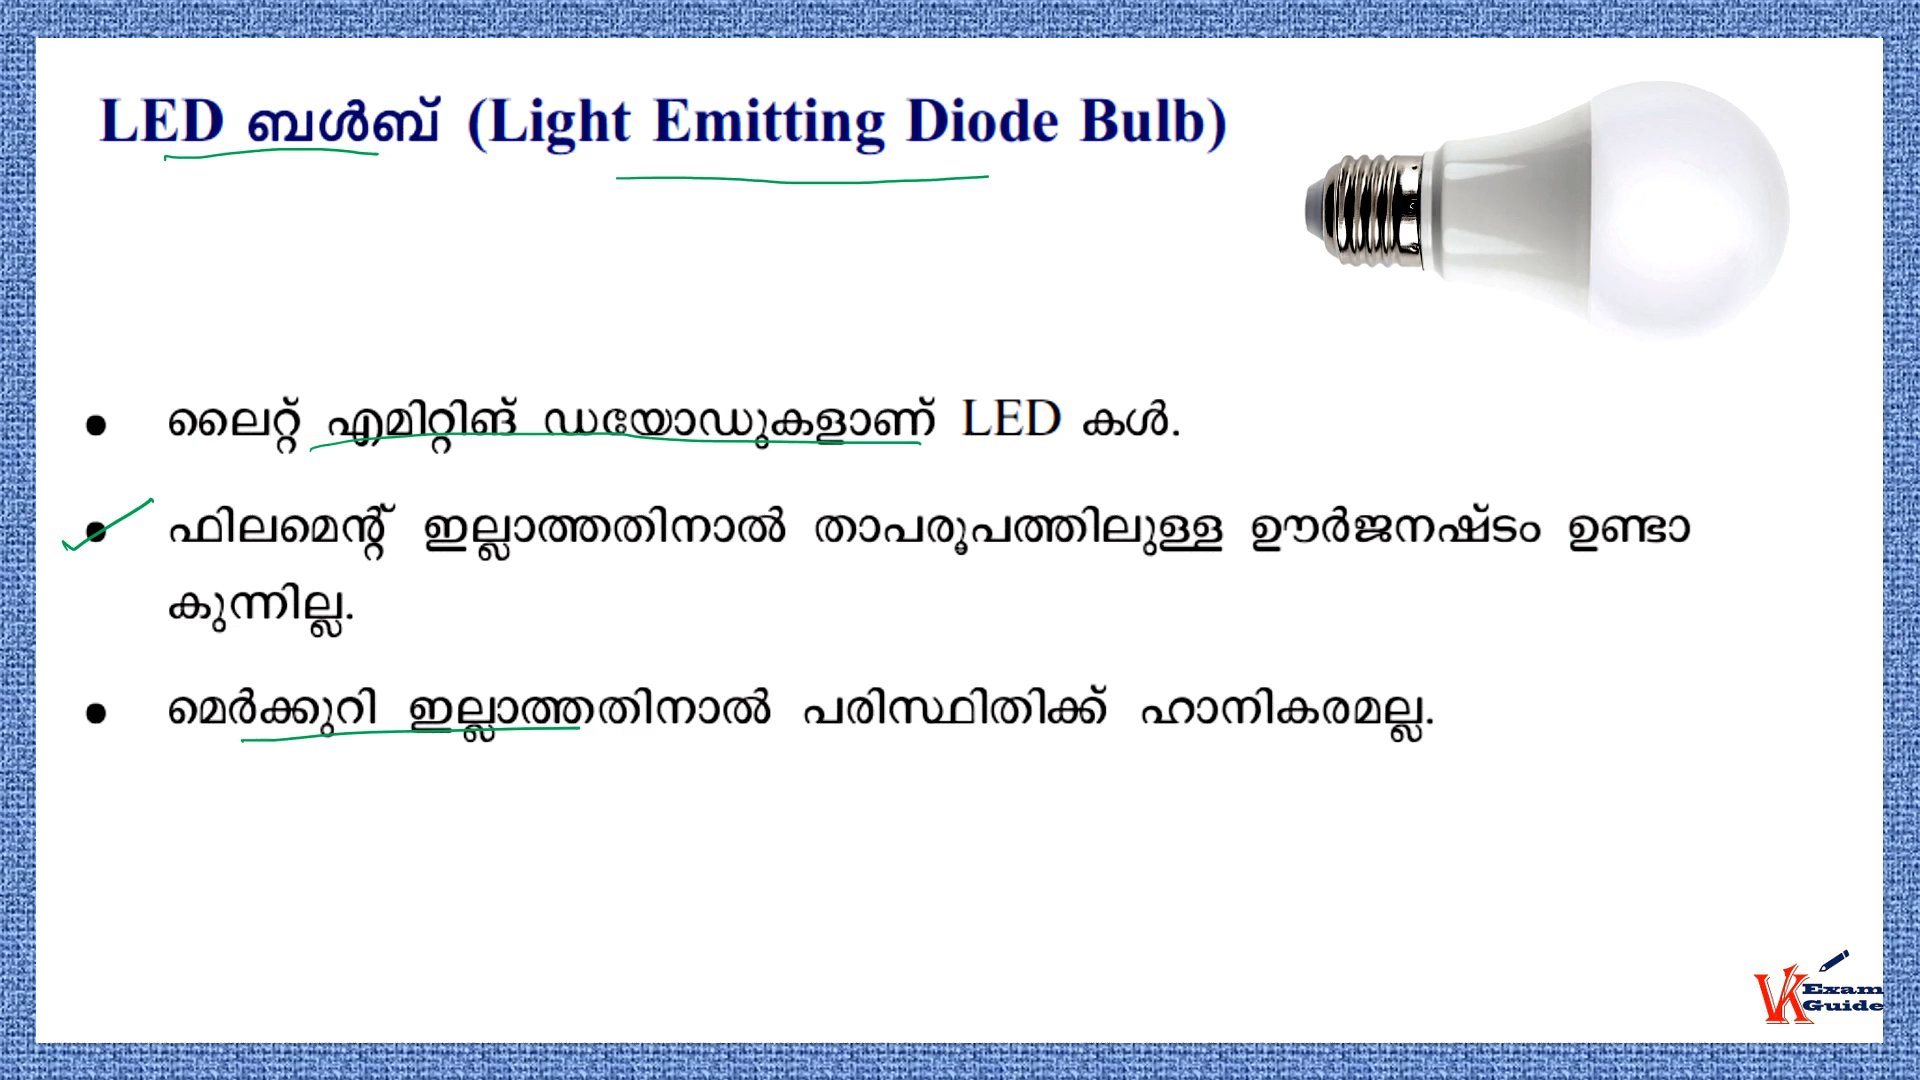 LED ബൾബ് (Light Emitting Diode Bulb)
• ലൈറ്റ് എമിറ്റിങ് ഡയോഡുകളാണ് LED കൾ.
• ഫിലമെന്റ് ഇല്ലാത്തതിനാൽ താപരൂപത്തിലുള്ള ഊർജനഷ്ടം ഉണ്ടാ
കുന്നില്ല.
• മെർക്കുറി ഇല്ലാത്തതിനാൽ പരിസ്ഥിതിക്ക് ഹാനികരമല്ല.
VK Exam
Guide